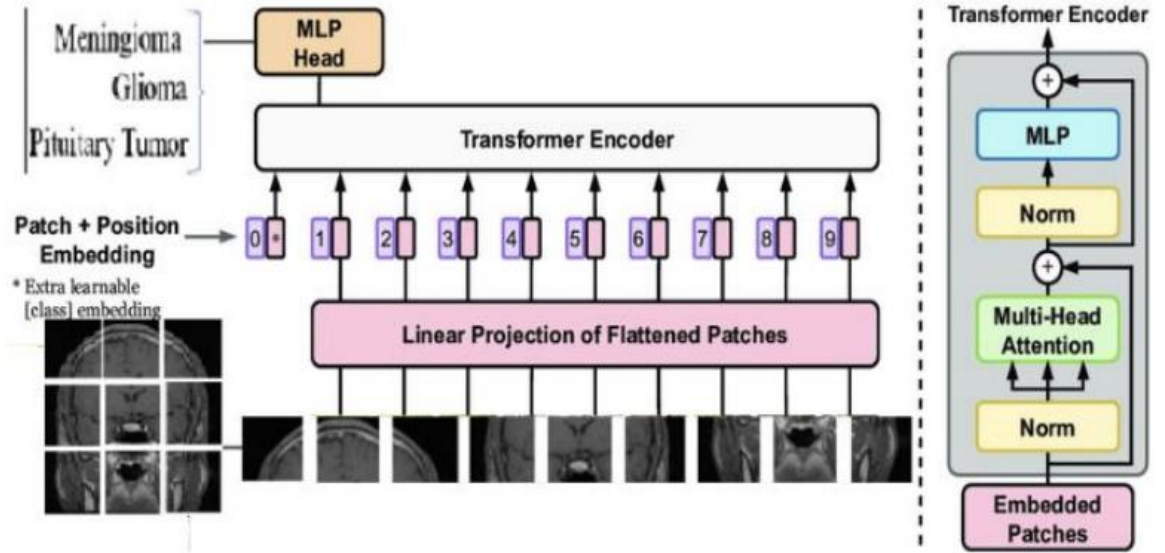 Meningioma
Glioma
Pituitary Tumor
MLP
Head
Transformer Encoder
Patch + Position
Embedding
0 * 1 2 3 4 5 6 7 8 9
* Extra learnable
[class] embedding
Linear Projection of Flattened Patches
Transformer Encoder
+
MLP
Norm
+
Multi-Head
Attention
Norm
Embedded
Patches